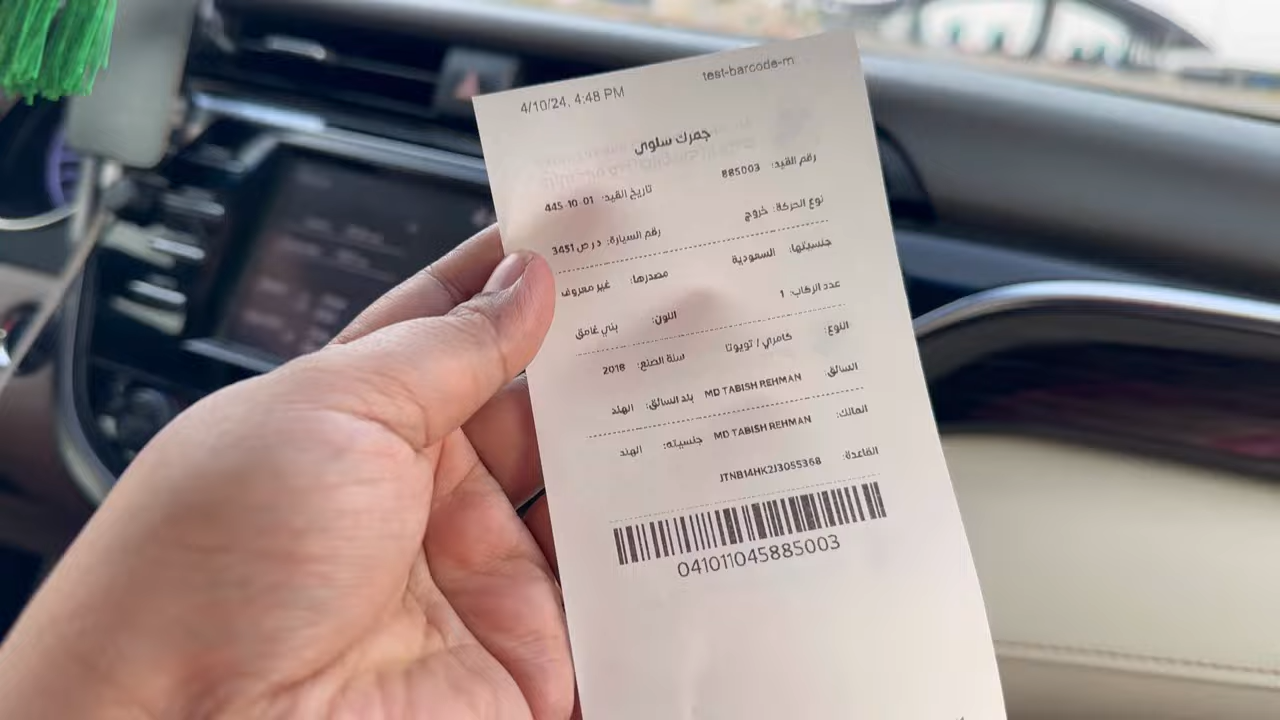 4/10/24, 4:48 PM test-barcode-m
جمرك سلوى
رقم القيد: 885003 تاريخ القيد: 445-10-01
نوع الحركة: خروج رقم السيارة: د ر ص 3451
جنسيتها: السعودية مصدرها: غير معروف
عدد الركاب: 1 اللون: بني غامق
النوع: كامري / تويوتا سنة الصنع: 2018
السائق: MD TABISH REHMAN بلد السائق: الهند
المالك: MD TABISH REHMAN جنسيته: الهند
القاعدة: JTNB14HK2J3055368
041011045885003